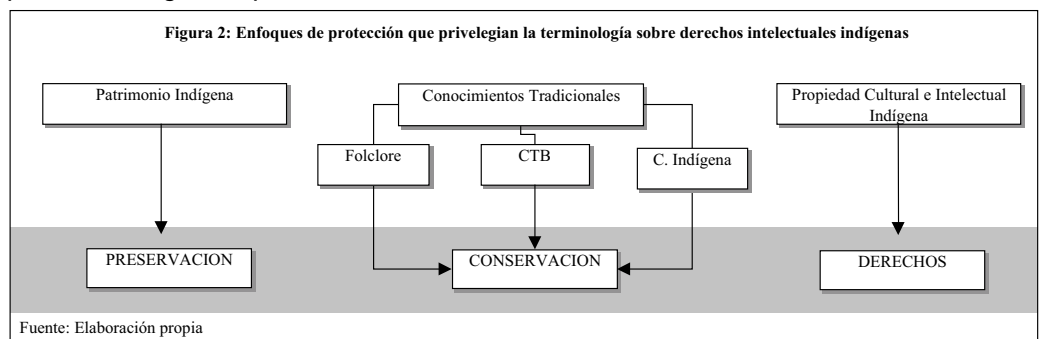 Figura 2: Enfoques de protección que privelegian la terminología sobre derechos intelectuales indígenas
Patrimonio Indígena
Conocimientos Tradicionales
Propiedad Cultural e Intelectual
Indígena
Folclore
CTB
C. Indígena
PRESERVACION
CONSERVACION
DERECHOS
Fuente: Elaboración propia